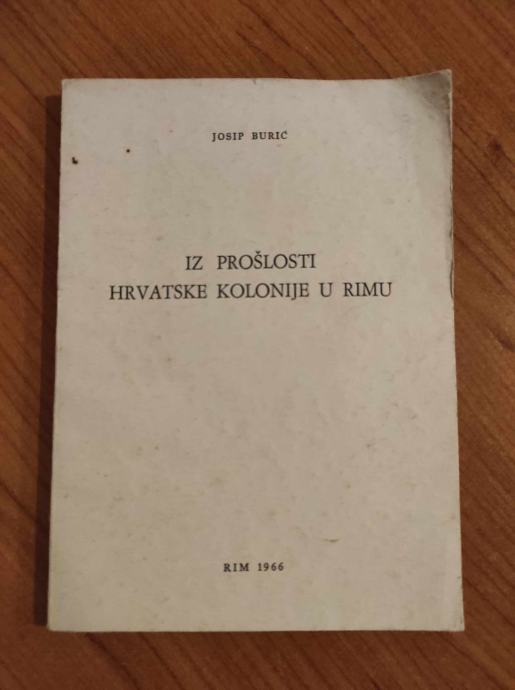 JOSIP BURIĆ
IZ PROŠLOSTI
HRVATSKE KOLONIJE U RIMU
RIM 1966